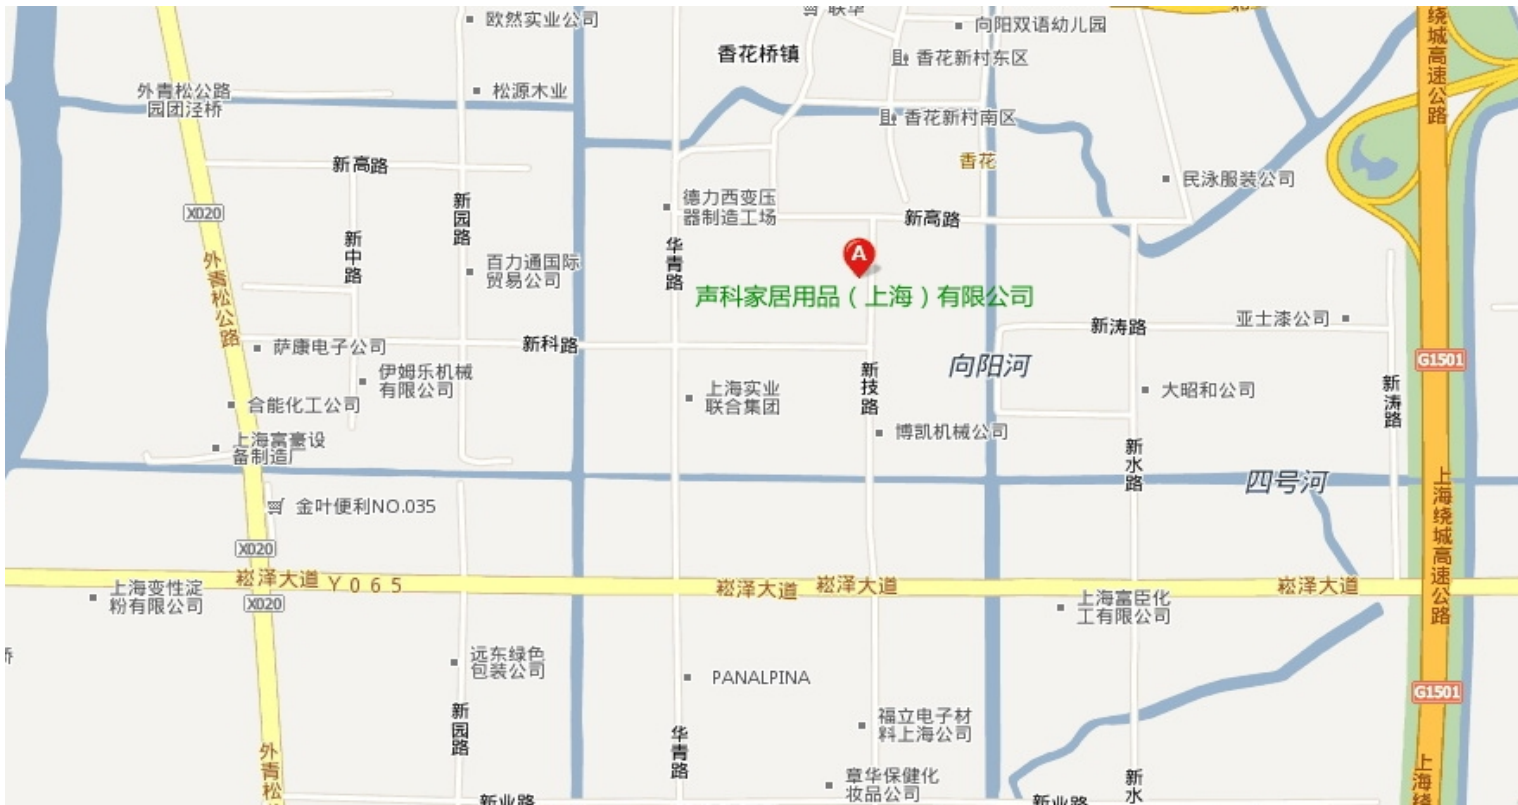 欧然实业公司
联华
向阳双语幼儿园
绕城高速公路
香花桥镇
香花新村东区
外青松公路
园团泾桥
松源木业
香花新村南区
新高路
香花
民泳服装公司
德力西变压
器制造工场
X020
新园路
新高路
新中路
华青路
A
外青松公路
百力通国际
贸易公司
声科家居用品（上海）有限公司
新涛路
亚士漆公司
萨康电子公司
新科路
G1501
向阳河
伊姆乐机械
有限公司
新技路
上海实业
联合集团
大昭和公司
新涛路
合能化工公司
博凯机械公司
上海富豪设
备制造厂
新水路
四号河
上海绕城高速公路
金叶便利NO.035
X020
崧泽大道
Y065
崧泽大道
崧泽大道
崧泽大道
上海变性淀
粉有限公司
X020
上海富臣化
工有限公司
桥
远东绿色
包装公司
PANALPINA
G1501
新园路
福立电子材
料上海公司
华青路
外青松
章华保健化
妆品公司
新水
上海绕
新业路
新业路